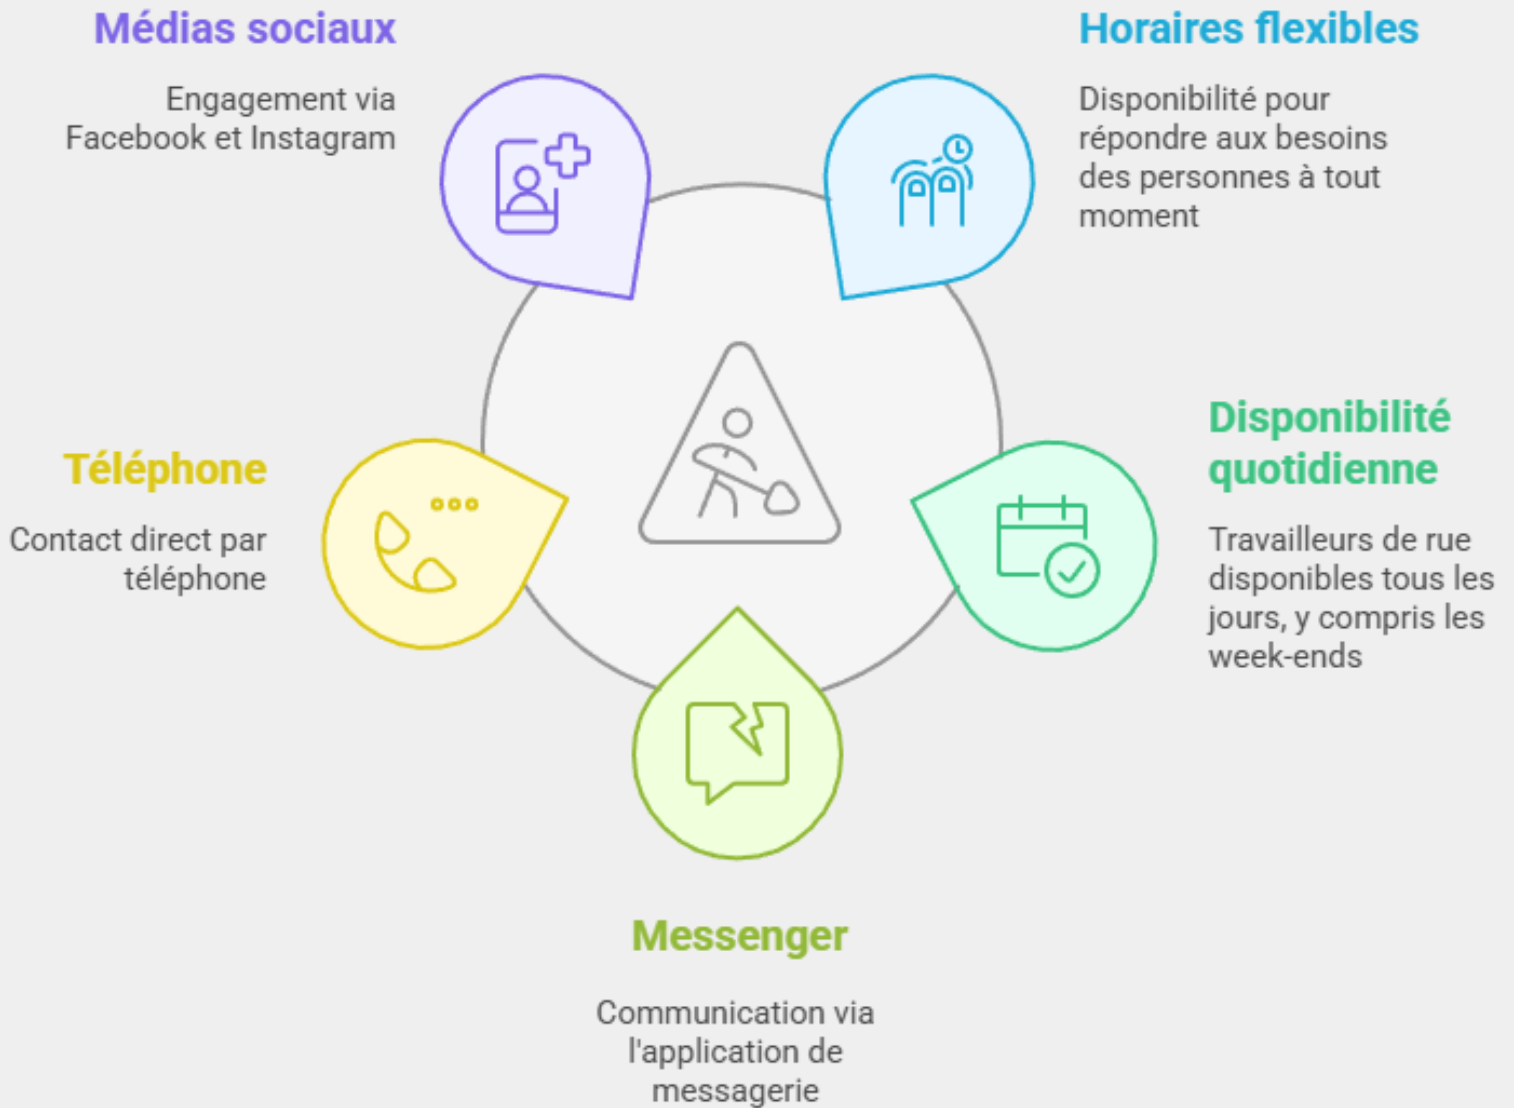 Médias sociaux
Engagement via
Facebook et Instagram
Horaires flexibles
Disponibilité pour
répondre aux besoins
des personnes à tout
moment
Téléphone
Contact direct par
téléphone
Disponibilité
quotidienne
Travailleurs de rue
disponibles tous les
jours, y compris les
week-ends
Messenger
Communication via
l'application de
messagerie